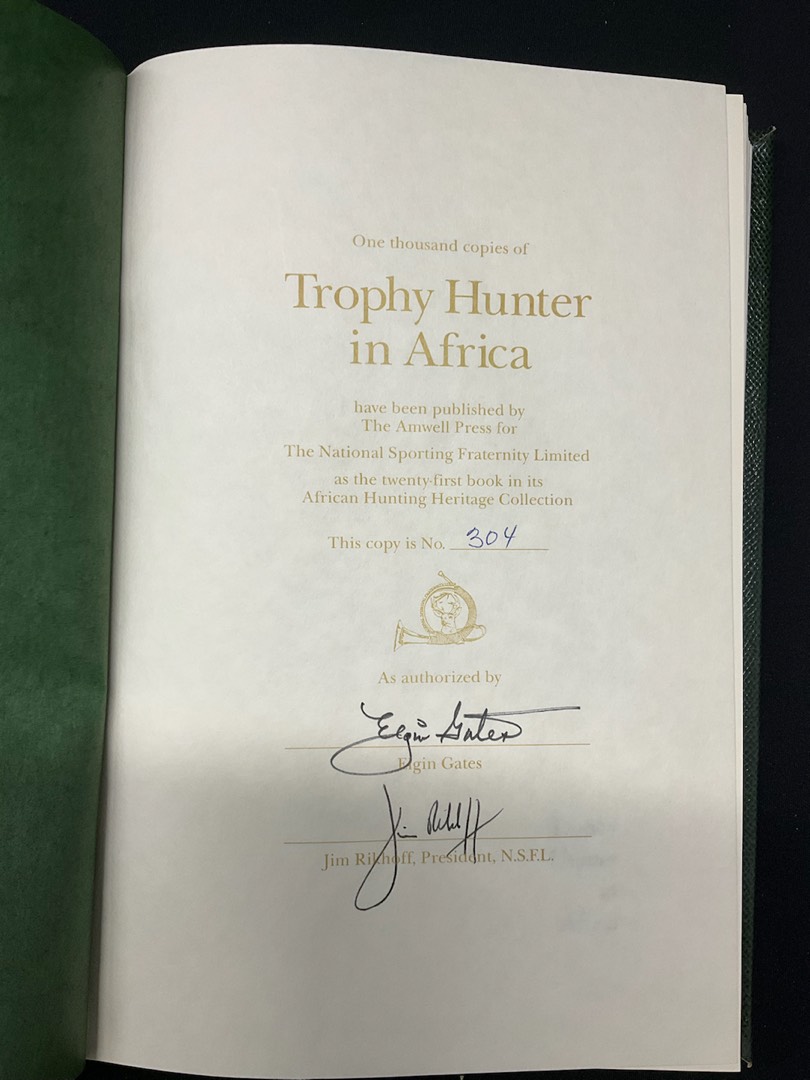 One thousand copies of
Trophy Hunter
in Africa
have been published by
The Amwell Press for
The National Sporting Fraternity Limited
as the twenty-first book in its
African Hunting Heritage Collection
This copy is No. 304
As authorized by
Elgin Gates
Elgin Gates
Jim Rikhoff
Jim Rikhoff, President, N.S.F.L.